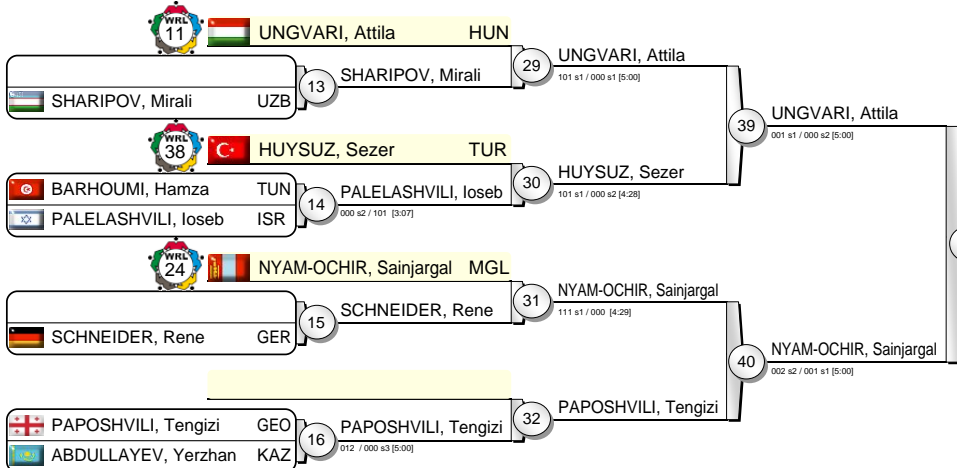 WRL
11
UNGVARI, Attila HUN
29
UNGVARI, Attila
101 s1 / 000 s1 [5:00]
13
SHARIPOV, Mirali
SHARIPOV, Mirali UZB
39
UNGVARI, Attila
001 s1 / 000 s2 [5:00]
WRL
38
HUYSUZ, Sezer TUR
30
HUYSUZ, Sezer
101 s1 / 000 s2 [4:28]
BARHOUMI, Hamza TUN
14
PALELASHVILI, Ioseb
000 s2 / 101 [3:07]
PALELASHVILI, Ioseb ISR
WRL
24
NYAM-OCHIR, Sainjargal MGL
31
NYAM-OCHIR, Sainjargal
111 s1 / 000 [4:29]
15
SCHNEIDER, Rene
SCHNEIDER, Rene GER
40
NYAM-OCHIR, Sainjargal
002 s2 / 001 s1 [5:00]
32
PAPOSHVILI, Tengizi
PAPOSHVILI, Tengizi GEO
16
PAPOSHVILI, Tengizi
012 / 000 s3 [5:00]
ABDULLAYEV, Yerzhan KAZ